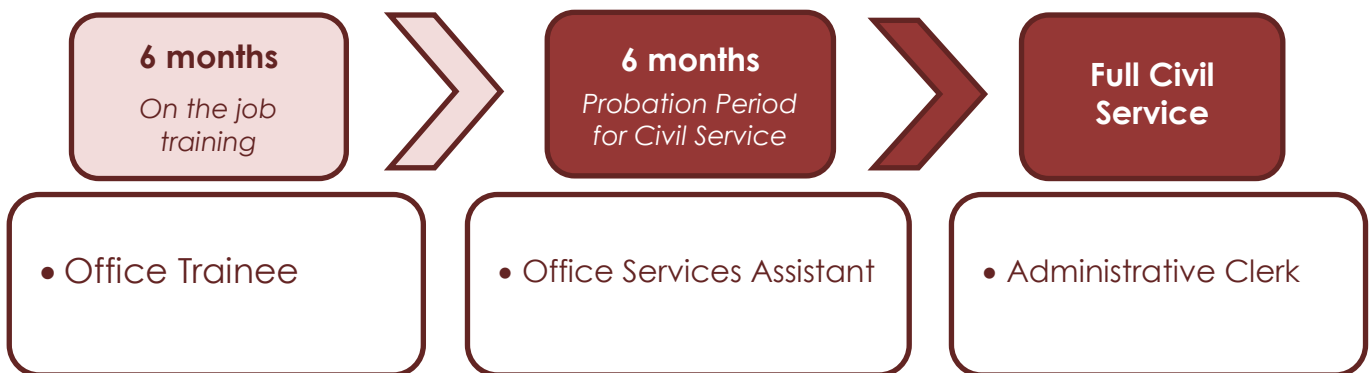 6 months
On the job
training
6 months
Probation Period
for Civil Service
Full Civil
Service
• Office Trainee
• Office Services Assistant
• Administrative Clerk